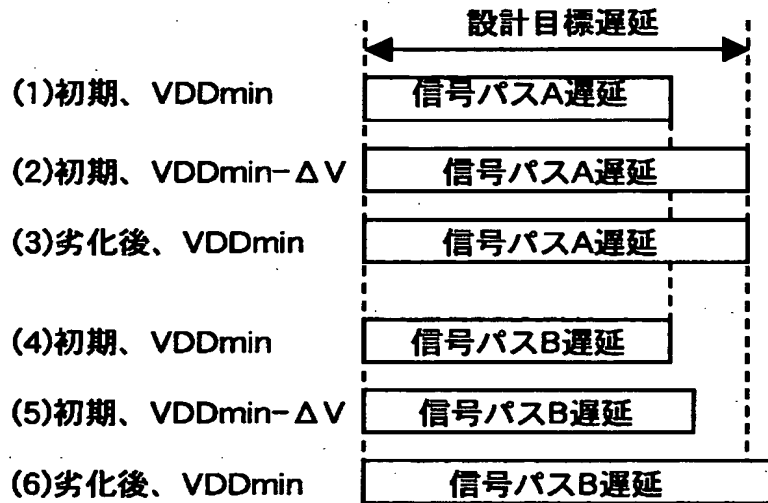 設計目標遅延
(1)初期、VDDmin 信号パスA遅延
(2)初期、VDDmin-ΔV 信号パスA遅延
(3)劣化後、VDDmin 信号パスA遅延
(4)初期、VDDmin 信号パスB遅延
(5)初期、VDDmin-ΔV 信号パスB遅延
(6)劣化後、VDDmin 信号パスB遅延